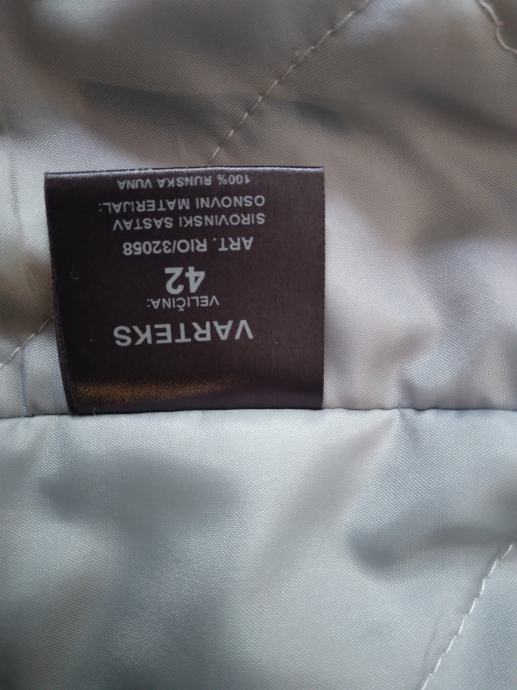 VARTEKS
VELIČINA:
42
ART. RIO/32058
SIROVINSKI SASTAV
OSNOVNI MATERIJAL:
100% RUNSKA VUNA